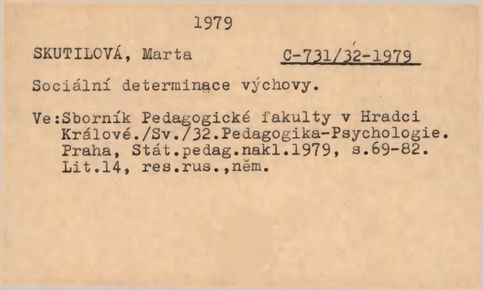 1979
SKUTILOVÁ, Marta C-731/32-1979
Sociální determinace výchovy.
Ve:Sborník Pedagogické fakulty v Hradci
Králové./Sv./32.Pedagogika-Psychologie.
Praha, Stát.pedag.nakl.1979, s.69-82.
Lit.14, res.rus.,něm.